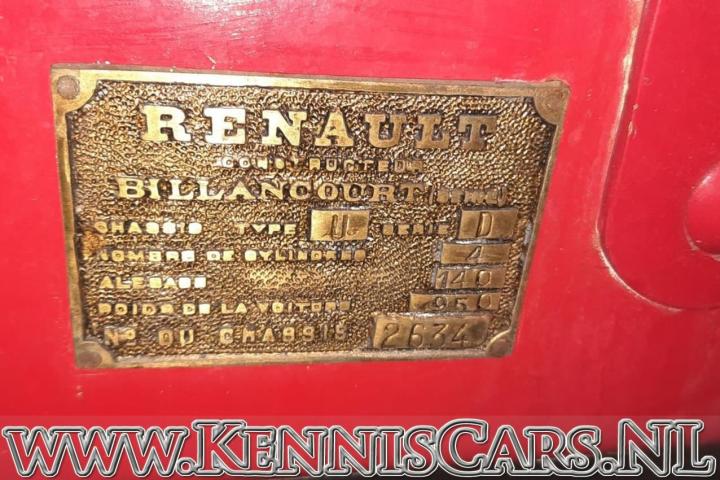 RENAULT
CONSTRUCTEUR
BILLANCOURT (SEINE)
CHASSIS TYPE U SERIE D
NOMBRE DE CYLINDRES 4
ALESAGE 140
POIDS DE LA VOITURE 950
No DU CHASSIS 2634
WWW.KENNISCARS.NL